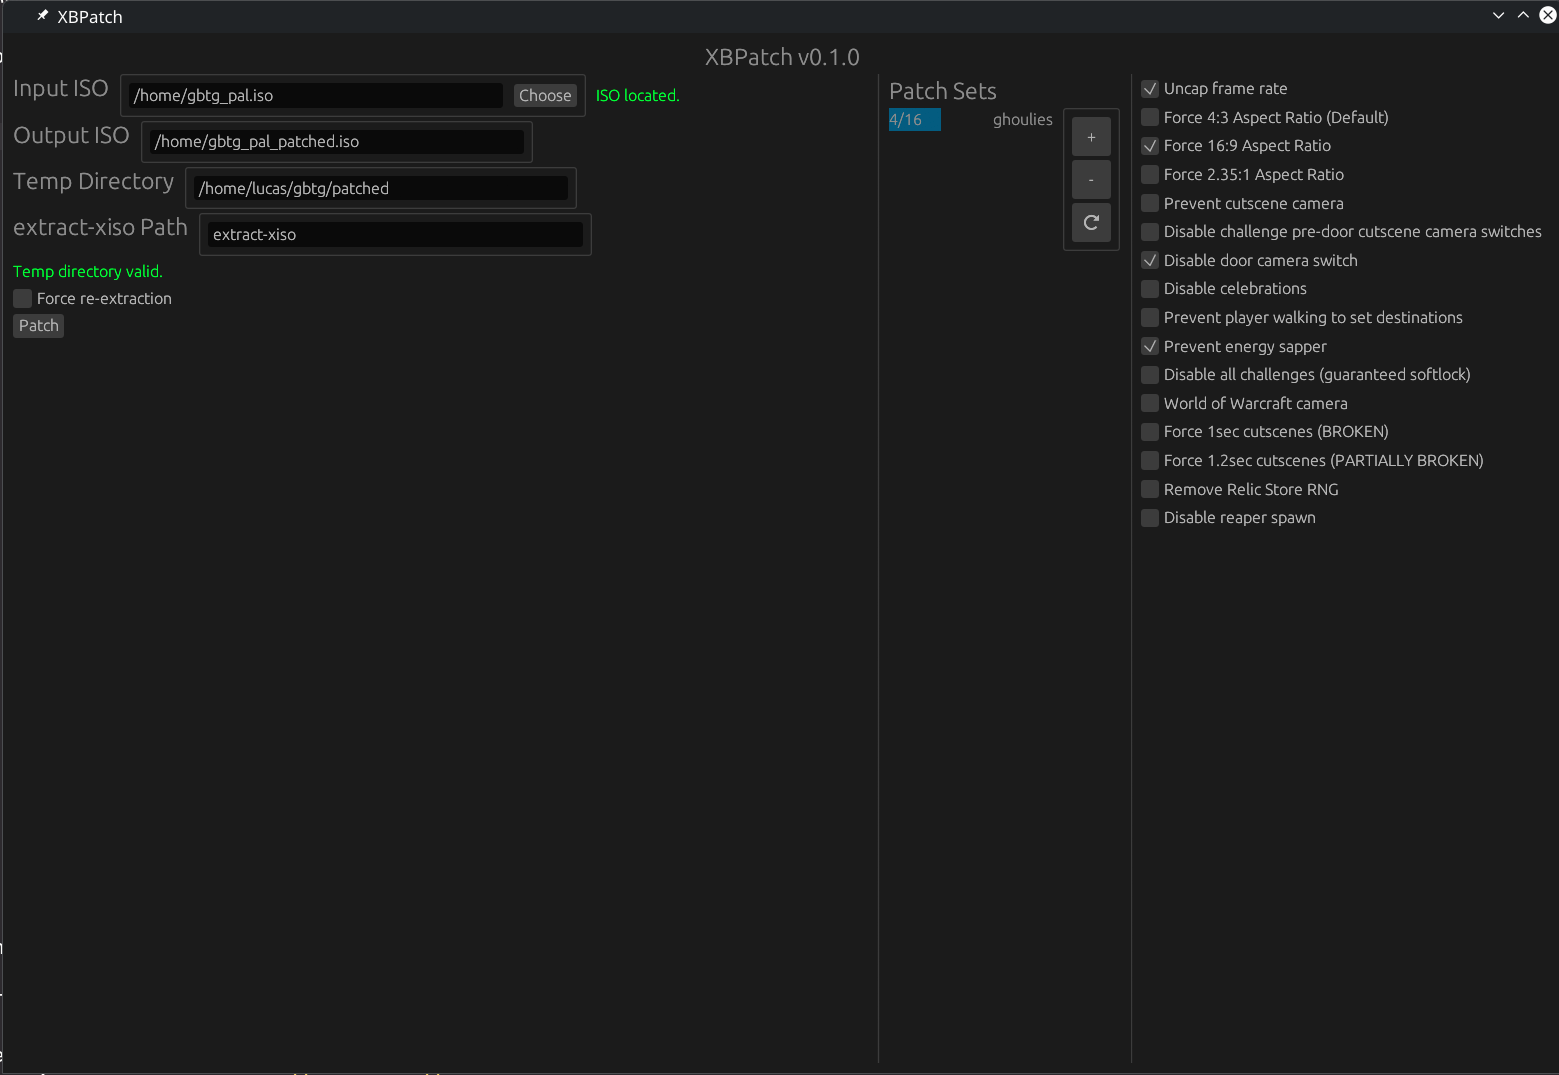 XBPatch
XBPatch v0.1.0
Input ISO
/home/gbtg_pal.iso
Choose
ISO located.
Output ISO
/home/gbtg_pal_patched.iso
Temp Directory
/home/lucas/gbtg/patched
extract-xiso Path
extract-xiso
Temp directory valid.
Force re-extraction
Patch
Patch Sets
4/16
ghoulies
+
-
Uncap frame rate
Force 4:3 Aspect Ratio (Default)
Force 16:9 Aspect Ratio
Force 2.35:1 Aspect Ratio
Prevent cutscene camera
Disable challenge pre-door cutscene camera switches
Disable door camera switch
Disable celebrations
Prevent player walking to set destinations
Prevent energy sapper
Disable all challenges (guaranteed softlock)
World of Warcraft camera
Force 1sec cutscenes (BROKEN)
Force 1.2sec cutscenes (PARTIALLY BROKEN)
Remove Relic Store RNG
Disable reaper spawn